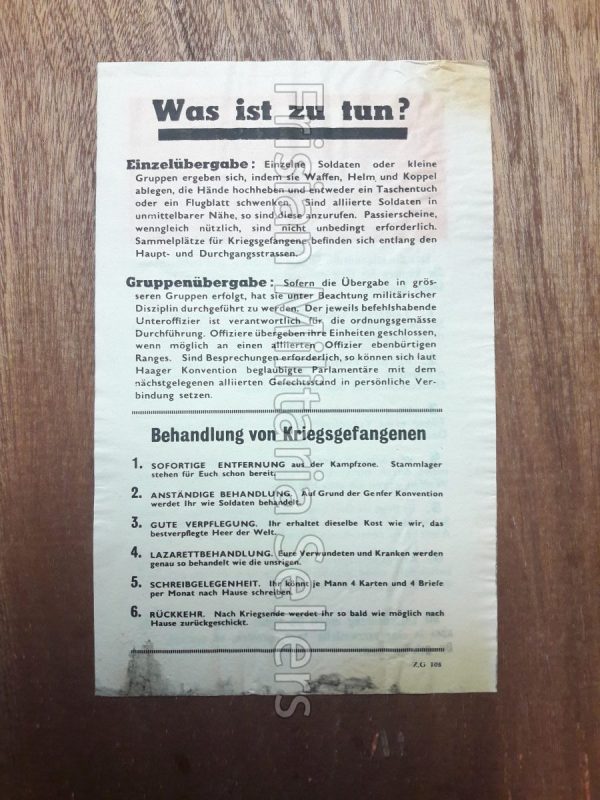 Was ist zu tun?
Einzelübergabe: Einzelne Soldaten oder kleine
Gruppen ergeben sich, indem sie Waffen, Helm und Koppel
ablegen, die Hände hochheben und entweder ein Taschentuch
oder ein Flugblatt schwenken. Sind alliierte Soldaten in
unmittelbarer Nähe, so sind diese anzurufen. Passierscheine,
wenngleich nützlich, sind nicht unbedingt erforderlich.
Sammelplätze für Kriegsgefangene befinden sich entlang den
Haupt- und Durchgangsstrassen.
Gruppenübergabe: Sofern die Übergabe in grös-
seren Gruppen erfolgt, hat sie unter Beachtung militärischer
Disziplin durchgeführt zu werden. Der jeweils befehlshabende
Unteroffizier ist verantwortlich für die ordnungsgemässe
Durchführung. Offiziere übergeben ihre Einheiten geschlossen,
wenn möglich an einen alliierten Offizier ebenbürtigen
Ranges. Sind Besprechungen erforderlich, so können sich laut
Haager Konvention beglaubigte Parlamentäre mit dem
nächstgelegenen alliierten Gefechtsstand in persönliche Ver-
bindung setzen.
Behandlung von Kriegsgefangenen
1. SOFORTIGE ENTFERNUNG aus der Kampfzone. Stammlager
stehen für Euch schon bereit.
2. ANSTÄNDIGE BEHANDLUNG. Auf Grund der Genfer Konvention
werdet Ihr wie Soldaten behandelt.
3. GUTE VERPFLEGUNG. Ihr erhaltet dieselbe Kost wie wir, das
bestverpflegte Heer der Welt.
4. LAZARETTBEHANDLUNG. Eure Verwundeten und Kranken werden
genau so behandelt wie die unsrigen.
5. SCHREIBGELEGENHEIT. Ihr könnt je Mann 4 Karten und 4 Briefe
per Monat nach Hause schreiben.
6. RÜCKKEHR. Nach Kriegsende werdet Ihr so bald wie möglich nach
Hause zurückgeschickt.
Z.G 108
Frisian Militaria Sellers